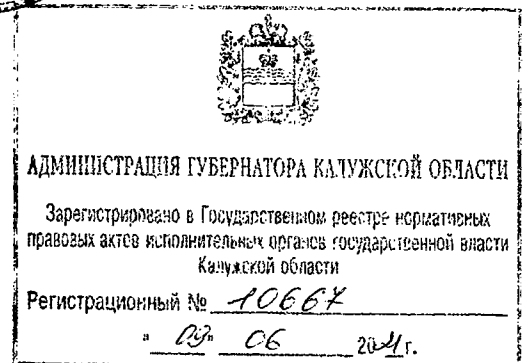 АДМИНИСТРАЦИЯ ГУБЕРНАТОРА КАЛУЖСКОЙ ОБЛАСТИ
Зарегистрировано в Государственном реестре нормативных
правовых актов исполнительных органов государственной власти
Калужской области
Регистрационный № 10667
" 09" 06 2021 г.